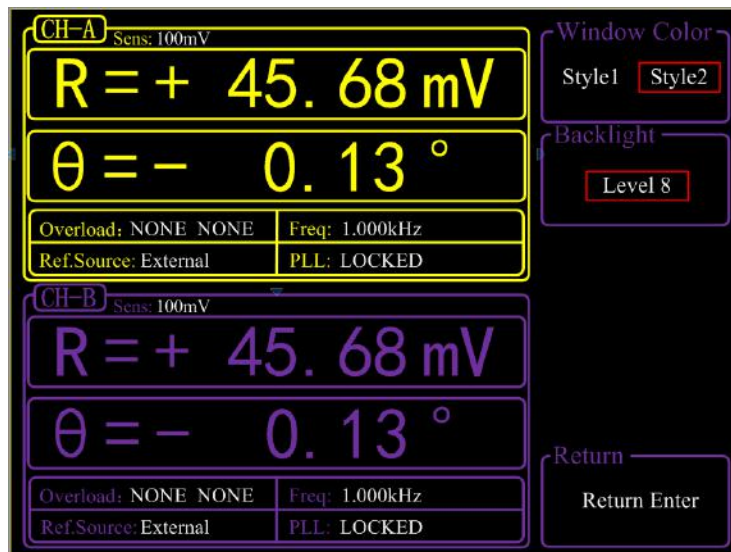 CH-A Sens: 100mV
R = + 45. 68 mV
θ = - 0. 13 °
Overload: NONE NONE Freq: 1.000kHz
Ref.Source: External PLL: LOCKED
CH-B Sens: 100mV
R = + 45. 68 mV
θ = - 0. 13 °
Overload: NONE NONE Freq: 1.000kHz
Ref.Source: External PLL: LOCKED
Window Color
Style1 Style2
Backlight
Level 8
Return
Return Enter